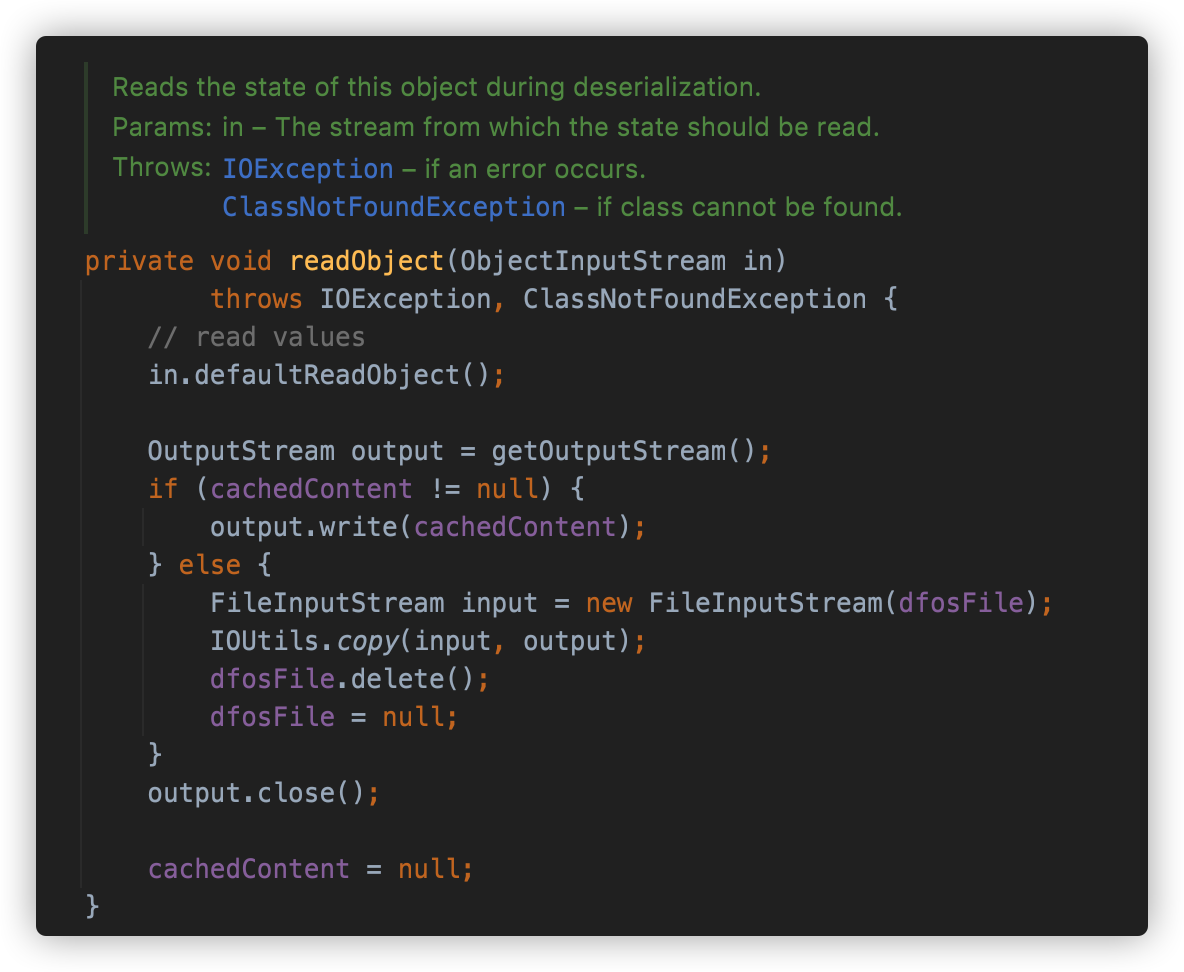 Reads the state of this object during deserialization.
Params: in – The stream from which the state should be read.
Throws: IOException – if an error occurs.
ClassNotFoundException – if class cannot be found.
private void readObject(ObjectInputStream in)
throws IOException, ClassNotFoundException {
// read values
in.defaultReadObject();
OutputStream output = getOutputStream();
if (cachedContent != null) {
output.write(cachedContent);
} else {
FileInputStream input = new FileInputStream(dfosFile);
IOUtils.copy(input, output);
dfosFile.delete();
dfosFile = null;
}
output.close();
cachedContent = null;
}